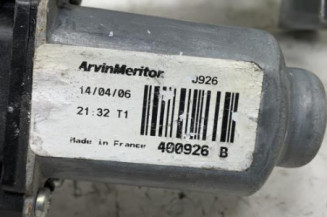 ArvinMeritor J926
14/04/06
21:32 T1
Made in France 400926 B